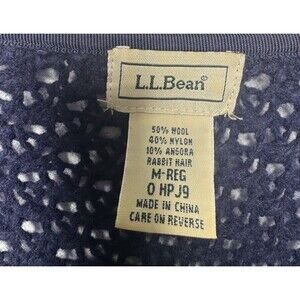 L.L.Bean®
50% WOOL
40% NYLON
10% ANGORA
RABBIT HAIR
M-REG
0 HPJ9
MADE IN CHINA
CARE ON REVERSE